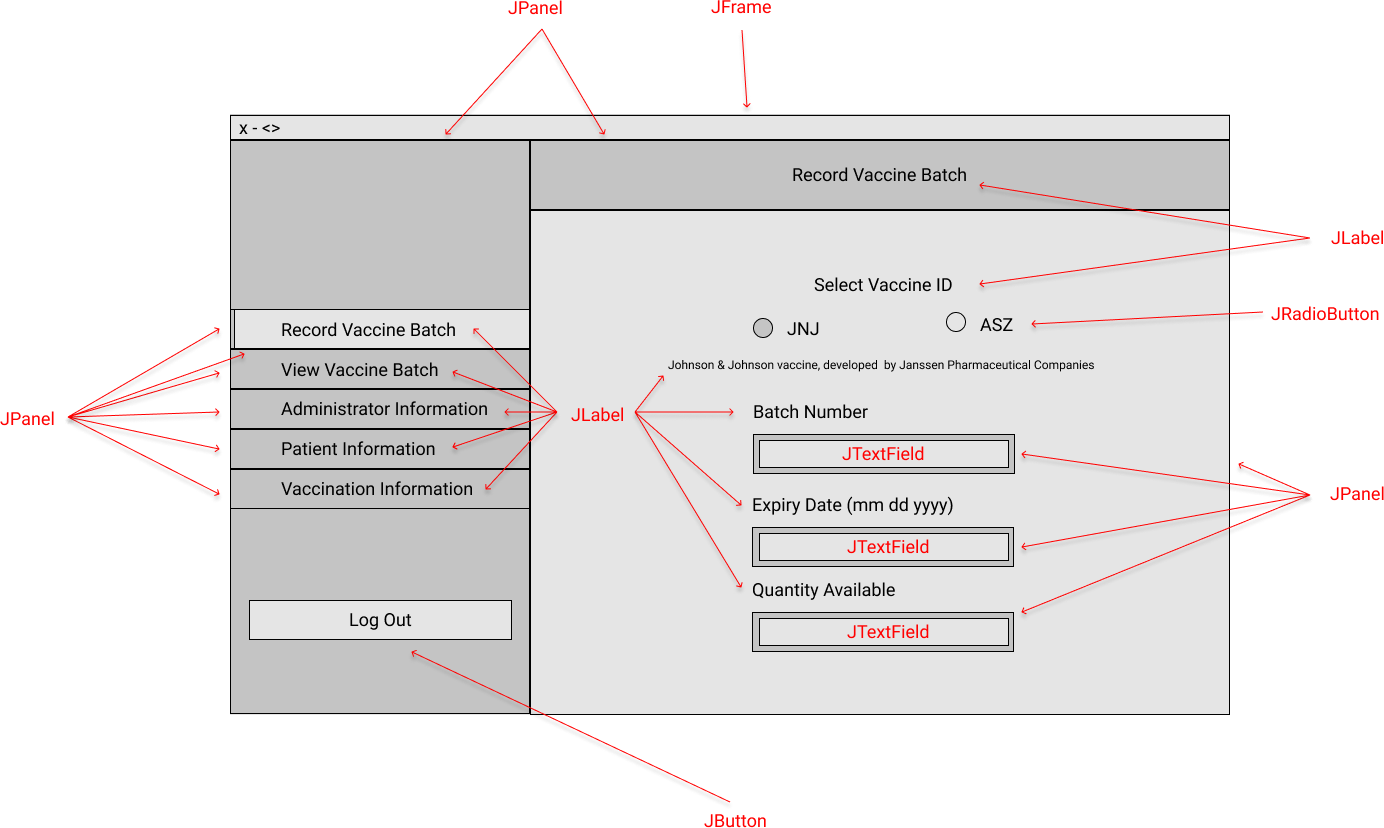 JPanel
JFrame
x - <>
Record Vaccine Batch
JLabel
Select Vaccine ID
JRadioButton
JNJ
ASZ
Record Vaccine Batch
View Vaccine Batch
Administrator Information
Patient Information
Vaccination Information
JPanel
JLabel
Johnson & Johnson vaccine, developed  by Janssen Pharmaceutical Companies
Batch Number
JTextField
Expiry Date (mm dd yyyy)
JTextField
Quantity Available
JTextField
JPanel
Log Out
JButton